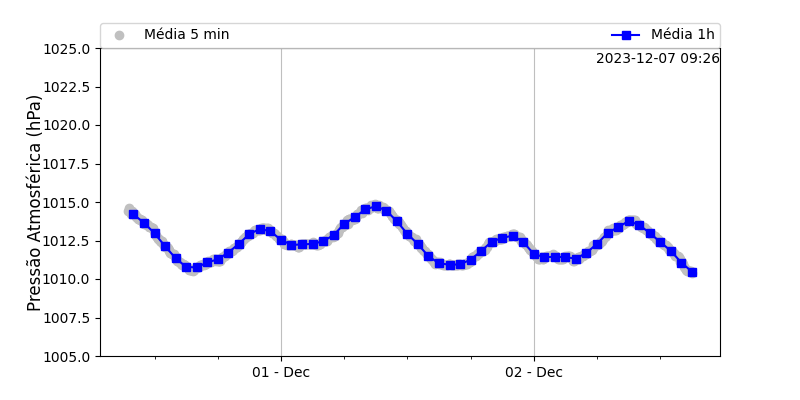 Média 5 min
Média 1h
2023-12-07 09:26
Pressão Atmosférica (hPa)
1025.0
1022.5
1020.0
1017.5
1015.0
1012.5
1010.0
1007.5
1005.0
01 - Dec
02 - Dec